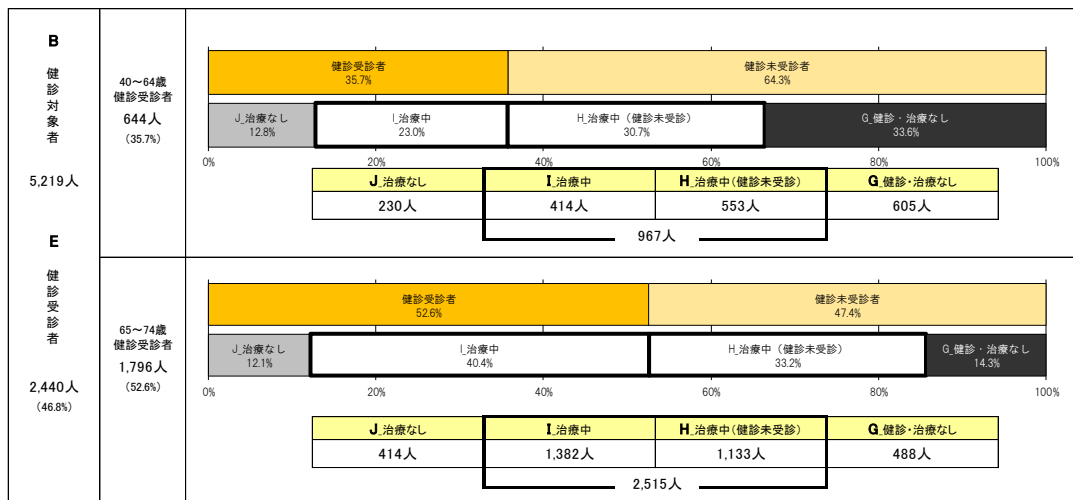 B
健
診
対
象
者
5,219人
E
健
診
受
診
者
2,440人
(46.8%)
40～64歳
健診受診者
644人
(35.7%)
健診受診者
35.7%
健診未受診者
64.3%
J_治療なし
12.8%
I_治療中
23.0%
H_治療中（健診未受診）
30.7%
G_健診・治療なし
33.6%
0% 20% 40% 60% 80% 100%
J_治療なし I_治療中 H_治療中(健診未受診) G_健診・治療なし
230人 414人 553人 605人
967人
65～74歳
健診受診者
1,796人
(52.6%)
健診受診者
52.6%
健診未受診者
47.4%
J_治療なし
12.1%
I_治療中
40.4%
H_治療中（健診未受診）
33.2%
G_健診・治療なし
14.3%
0% 20% 40% 60% 80% 100%
J_治療なし I_治療中 H_治療中(健診未受診) G_健診・治療なし
414人 1,382人 1,133人 488人
2,515人